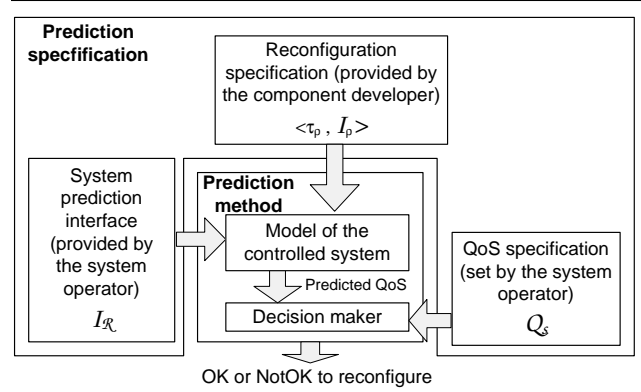 Prediction
specfification
Reconfiguration
specification (provided by
the component developer)
<τρ , Iρ>
System
prediction
interface
(provided by
the system
operator)
Iℛ
Prediction
method
Model of the
controlled system
Predicted QoS
Decision maker
QoS specification
(set by the system
operator)
Qs
OK or NotOK to reconfigure